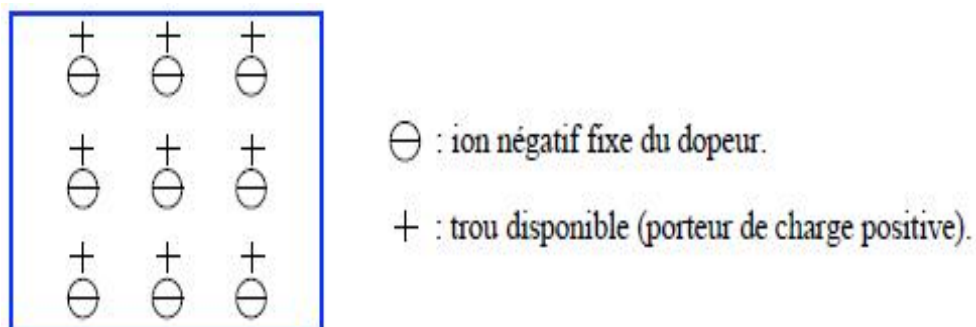 ⊖ : ion négatif fixe du dopeur.
+ : trou disponible (porteur de charge positive).